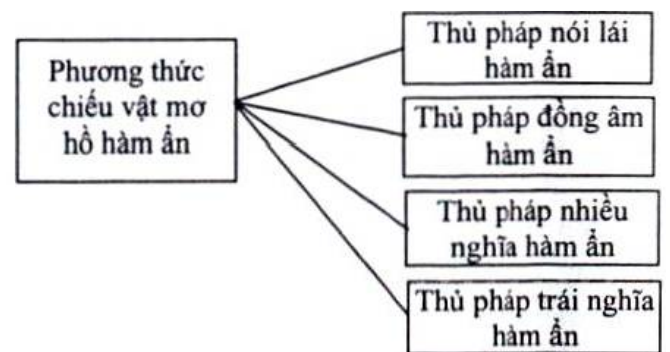 Phương thức
chiếu vật mơ
hồ hàm ẩn
Thủ pháp nói lái
hàm ẩn
Thủ pháp đồng âm
hàm ẩn
Thủ pháp nhiều
nghĩa hàm ẩn
Thủ pháp trái nghĩa
hàm ẩn